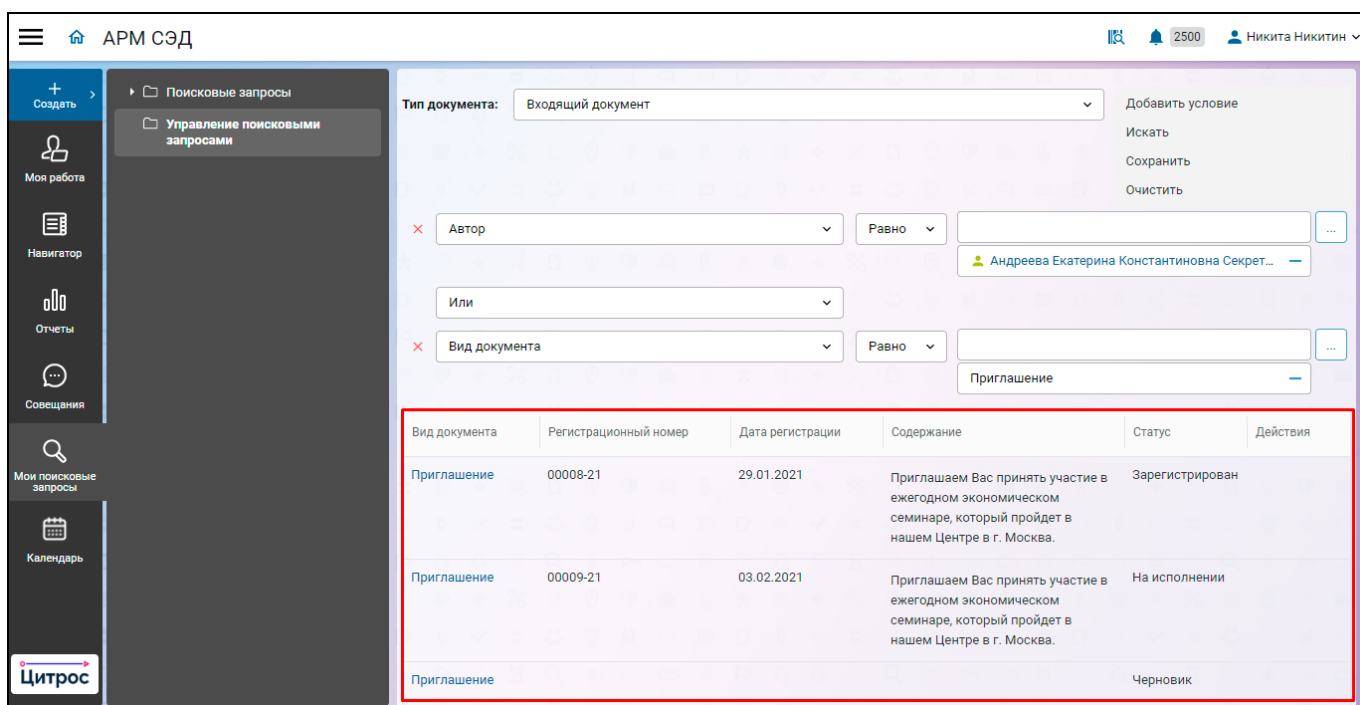 АРМ СЭД
2500
Никита Никитин
Создать
Моя работа
Навигатор
Отчеты
Совещания
Мои поисковые
запросы
Календарь
Цитрос
Поисковые запросы
Управление поисковыми
запросами
Тип документа: Входящий документ
Добавить условие
Искать
Сохранить
Очистить
Автор Равно ...
Андреева Екатерина Константиновна Секрет...
Или
Вид документа Равно ...
Приглашение
Вид документа Регистрационный номер Дата регистрации Содержание Статус Действия
Приглашение 00008-21 29.01.2021 Приглашаем Вас принять участие в Зарегистрирован
ежегодном экономическом
семинаре, который пройдет в
нашем Центре в г. Москва.
Приглашение 00009-21 03.02.2021 Приглашаем Вас принять участие в На исполнении
ежегодном экономическом
семинаре, который пройдет в
нашем Центре в г. Москва.
Приглашение Черновик